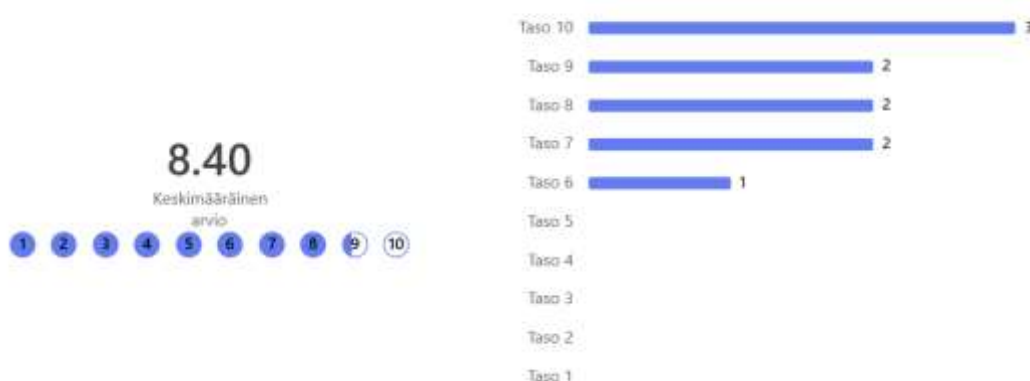 8.40
Keskimääräinen
arvio
1 2 3 4 5 6 7 8 9 10
Taso 10 3
Taso 9 2
Taso 8 2
Taso 7 2
Taso 6 1
Taso 5
Taso 4
Taso 3
Taso 2
Taso 1